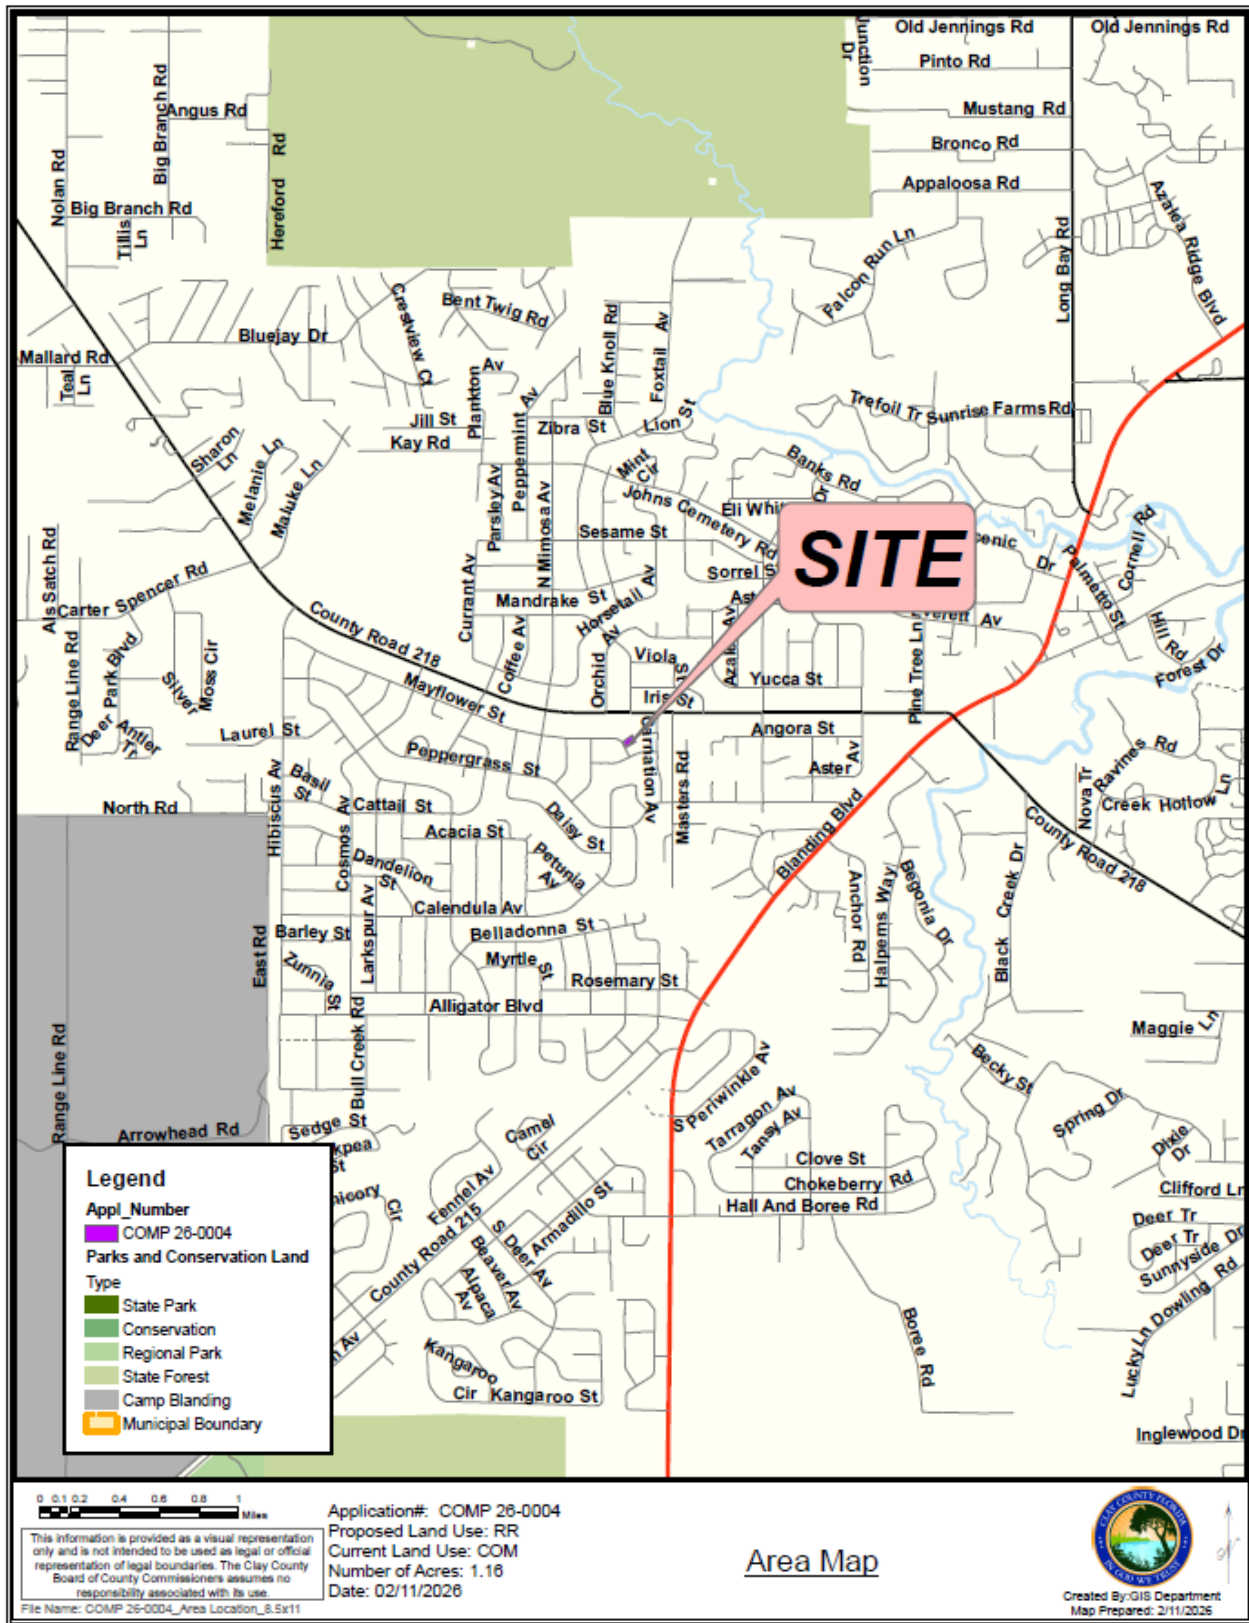 Old Jennings Rd
Old Jennings Rd
Junction Dr
Pinto Rd
Mustang Rd
Bronco Rd
Appaloosa Rd
Angus Rd
Big Branch Rd
Nolan Rd
Hereford Rd
Big Branch Rd
Tillis Ln
Azalea Ridge Blvd
Long Bay Rd
Falcon Run Ln
Bent Twig Rd
Crestview Ct
Bluejay Dr
Mallard Rd
Teal Ln
Blue Knoll Rd
Foxtail Av
Plankton Av
Peppermint Av
Jill St
Kay Rd
Zibra St
Lion St
Trefoil Tr
Sunrise Farms Rd
Sharon Ln
Melanie Ln
Maluke Ln
Mint Cir
Banks Rd
Dr
Johns Cemetery Rd
Eli Whit
Parsley Av
N Mimosa Av
Sesame St
SITE
cenic Dr
Cornell Rd
Palmetto St
Als Satch Rd
Carter Spencer Rd
Sorrel S
Ast
Currant Av
Mandrake St
Horsetail Av
County Road 218
Coffee Av
Orchid Av
Viola St
Azale Av
Everett Av
Pine Tree Ln
Hill Rd
Forest Dr
Range Line Rd
Park Blvd
Silver Moss Cir
Deer Antler Tr
Mayflower St
Iris St
Yucca St
Laurel St
Peppergrass St
Carnation Av
Masters Rd
Angora St
Aster Av
Ravines Rd
Nova Tr
Creek Hollow Ln
North Rd
Hibiscus Av
Basil St
Cosmos Av
Cattail St
Acacia St
Daisy St
Petunia Av
Dandelion St
Blanding Blvd
County Road 218
Calendula Av
Larkspur Av
Barley St
Belladonna St
Anchor Rd
Halperns Way
Begonia Dr
Black Creek Dr
East Rd
Zunnia St
Myrtle St
Rosemary St
Alligator Blvd
Bull Creek Rd
Maggie Ln
Range Line Rd
Arrowhead Rd
Sedge St
kpea St
hicory Cir
Camel Cir
S Periwinkle Av
Tarragon Av
Tansy Av
Becky St
Spring Dr
Dixie Dr
Clove St
Chokeberry Rd
Hall And Boree Rd
Clifford Ln
Fennel Av
County Road 215
S Deer Av
Armadillo St
Beaver Av
Alpaca Av
Deer Tr
Deer Tr
Sunnyside Dr
Dowling Rd
Lucky Ln
Boree Rd
n Av
Kangaroo Cir
Kangaroo St
Inglewood Dr
Legend
Appl_Number
COMP 26-0004
Parks and Conservation Land
Type
State Park
Conservation
Regional Park
State Forest
Camp Blanding
Municipal Boundary
0 0.1 0.2 0.4 0.6 0.8 1
Miles
This information is provided as a visual representation
only and is not intended to be used as legal or official
representation of legal boundaries. The Clay County
Board of County Commissioners assumes no
responsibility associated with its use.
File Name: COMP 26-0004_Area Location_8.5x11
Application#: COMP 26-0004
Proposed Land Use: RR
Current Land Use: COM
Number of Acres: 1.16
Date: 02/11/2026
Area Map
CLAY COUNTY FLORIDA
IN GOD WE TRUST
N
Created By:GIS Department
Map Prepared: 2/11/2026